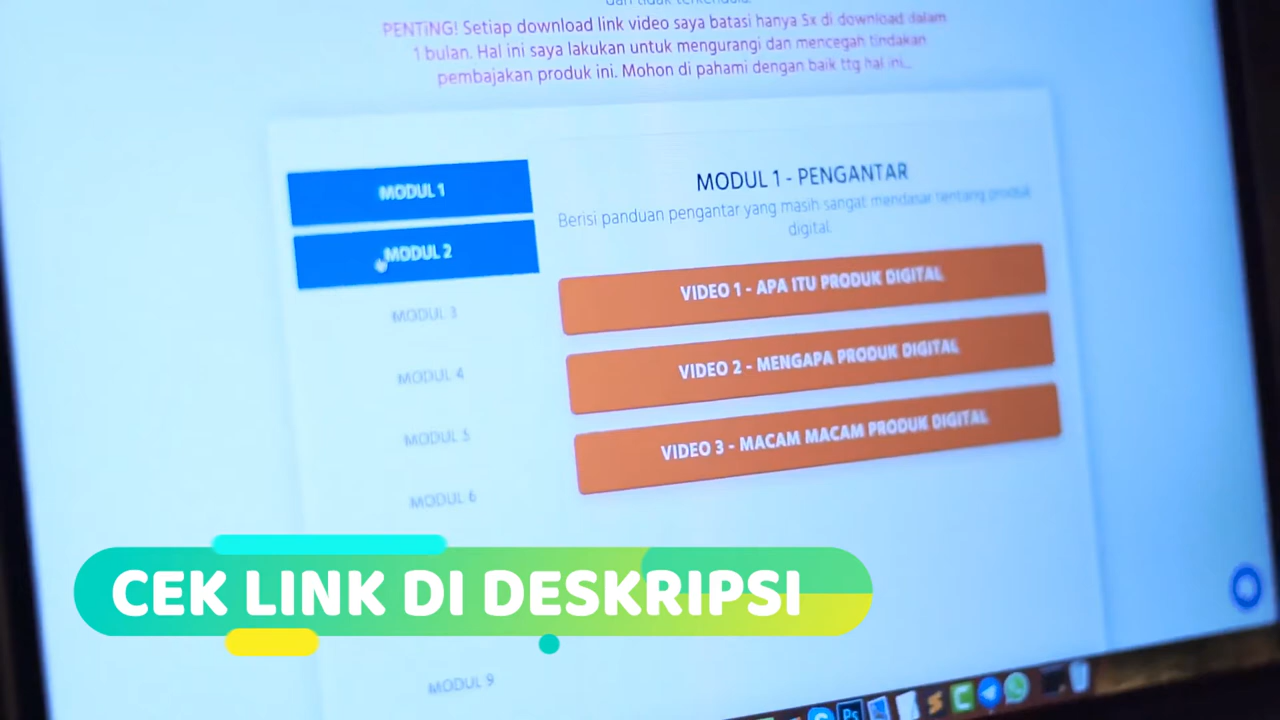 dan tidak terkendali.
PENTiNG! Setiap download link video saya batasi hanya 5x di download dalam
1 bulan. Hal ini saya lakukan untuk mengurangi dan mencegah tindakan
pembajakan produk ini. Mohon di pahami dengan baik ttg hal ini...
MODUL 1
MODUL 2
MODUL 3
MODUL 4
MODUL 5
MODUL 6
MODUL 9
MODUL 1 - PENGANTAR
Berisi panduan pengantar yang masih sangat mendasar tentang produk
digital.
VIDEO 1 - APA ITU PRODUK DIGITAL
VIDEO 2 - MENGAPA PRODUK DIGITAL
VIDEO 3 - MACAM MACAM PRODUK DIGITAL
CEK LINK DI DESKRIPSI
Ps